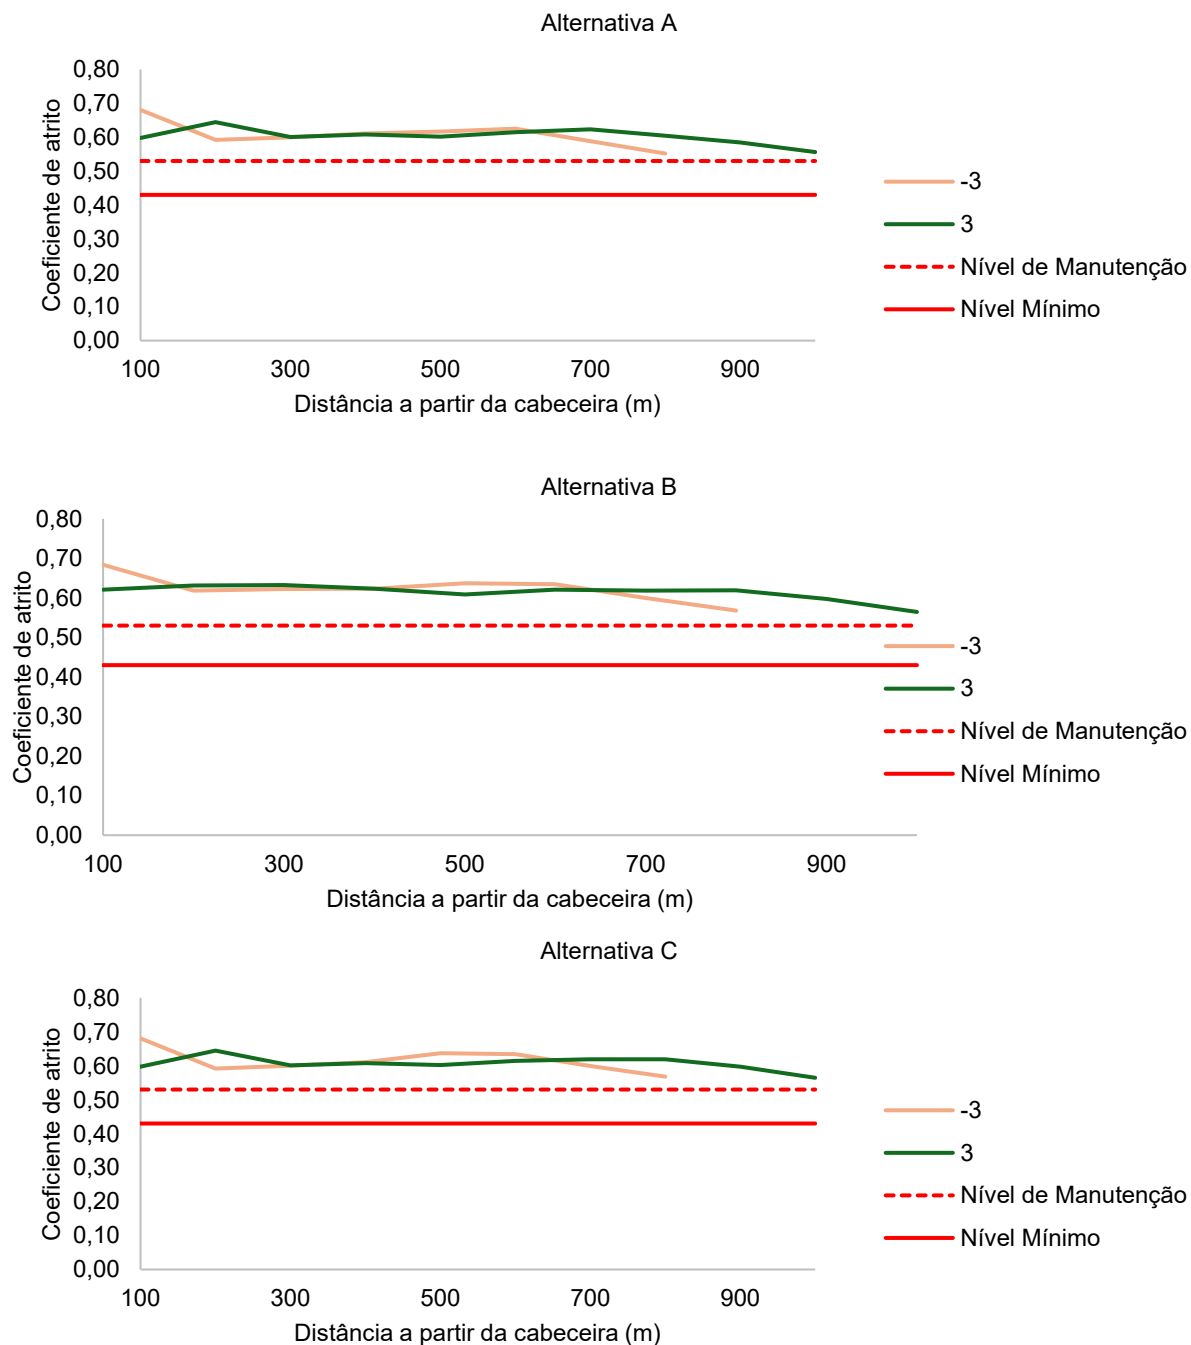 Alternativa A
0,80
0,70
0,60
0,50
0,40
0,30
0,20
0,10
0,00
Coeficiente de atrito
100 300 500 700 900
Distância a partir da cabeceira (m)
-3
3
Nível de Manutenção
Nível Mínimo
Alternativa B
0,80
0,70
0,60
0,50
0,40
0,30
0,20
0,10
0,00
Coeficiente de atrito
100 300 500 700 900
Distância a partir da cabeceira (m)
-3
3
Nível de Manutenção
Nível Mínimo
Alternativa C
0,80
0,70
0,60
0,50
0,40
0,30
0,20
0,10
0,00
Coeficiente de atrito
100 300 500 700 900
Distância a partir da cabeceira (m)
-3
3
Nível de Manutenção
Nível Mínimo